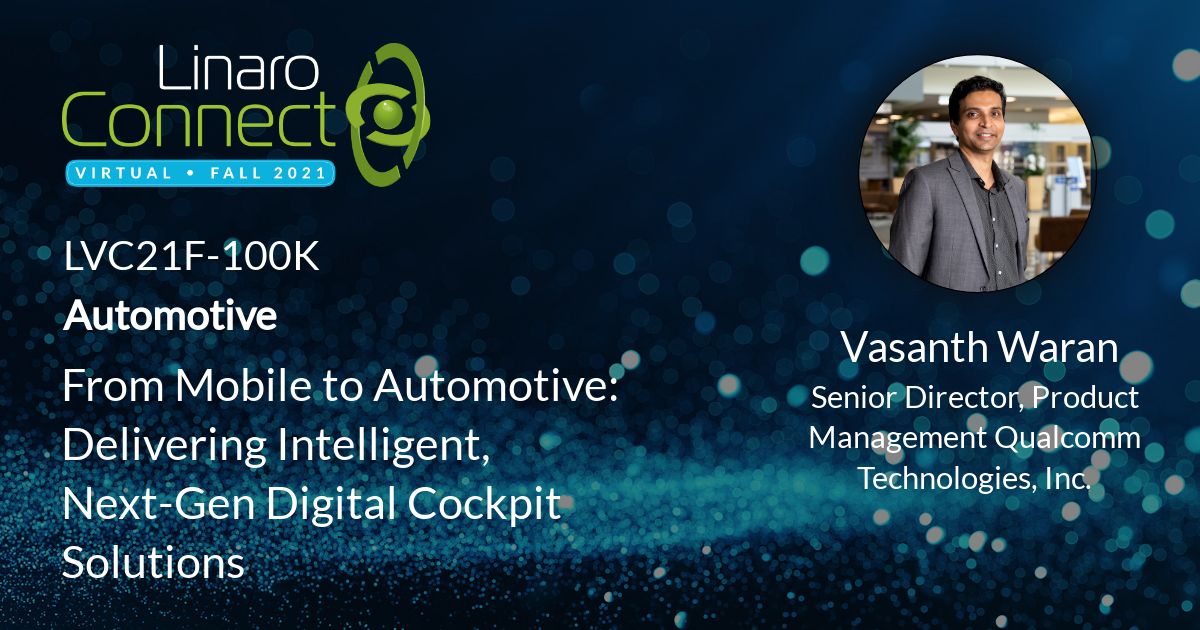 Linaro
Connect
VIRTUAL • FALL 2021
LVC21F-100K
Automotive
From Mobile to Automotive:
Delivering Intelligent,
Next-Gen Digital Cockpit
Solutions
Vasanth Waran
Senior Director, Product
Management Qualcomm
Technologies, Inc.